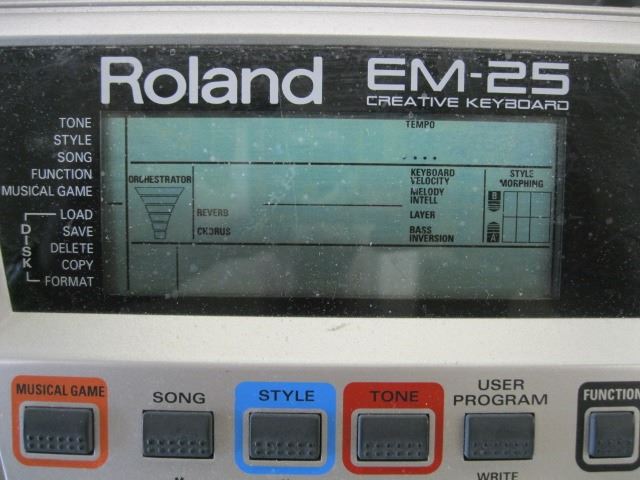 Roland EM-25
CREATIVE KEYBOARD
TONE
STYLE
SONG
FUNCTION
MUSICAL GAME
DISK
LOAD
SAVE
DELETE
COPY
FORMAT
TEMPO
ORCHESTRATOR
REVERB
CHORUS
KEYBOARD
VELOCITY
MELODY
INTELL
LAYER
BASS
INVERSION
STYLE
MORPHING
B
A
MUSICAL GAME
SONG
STYLE
TONE
USER
PROGRAM
FUNCTION
WRITE